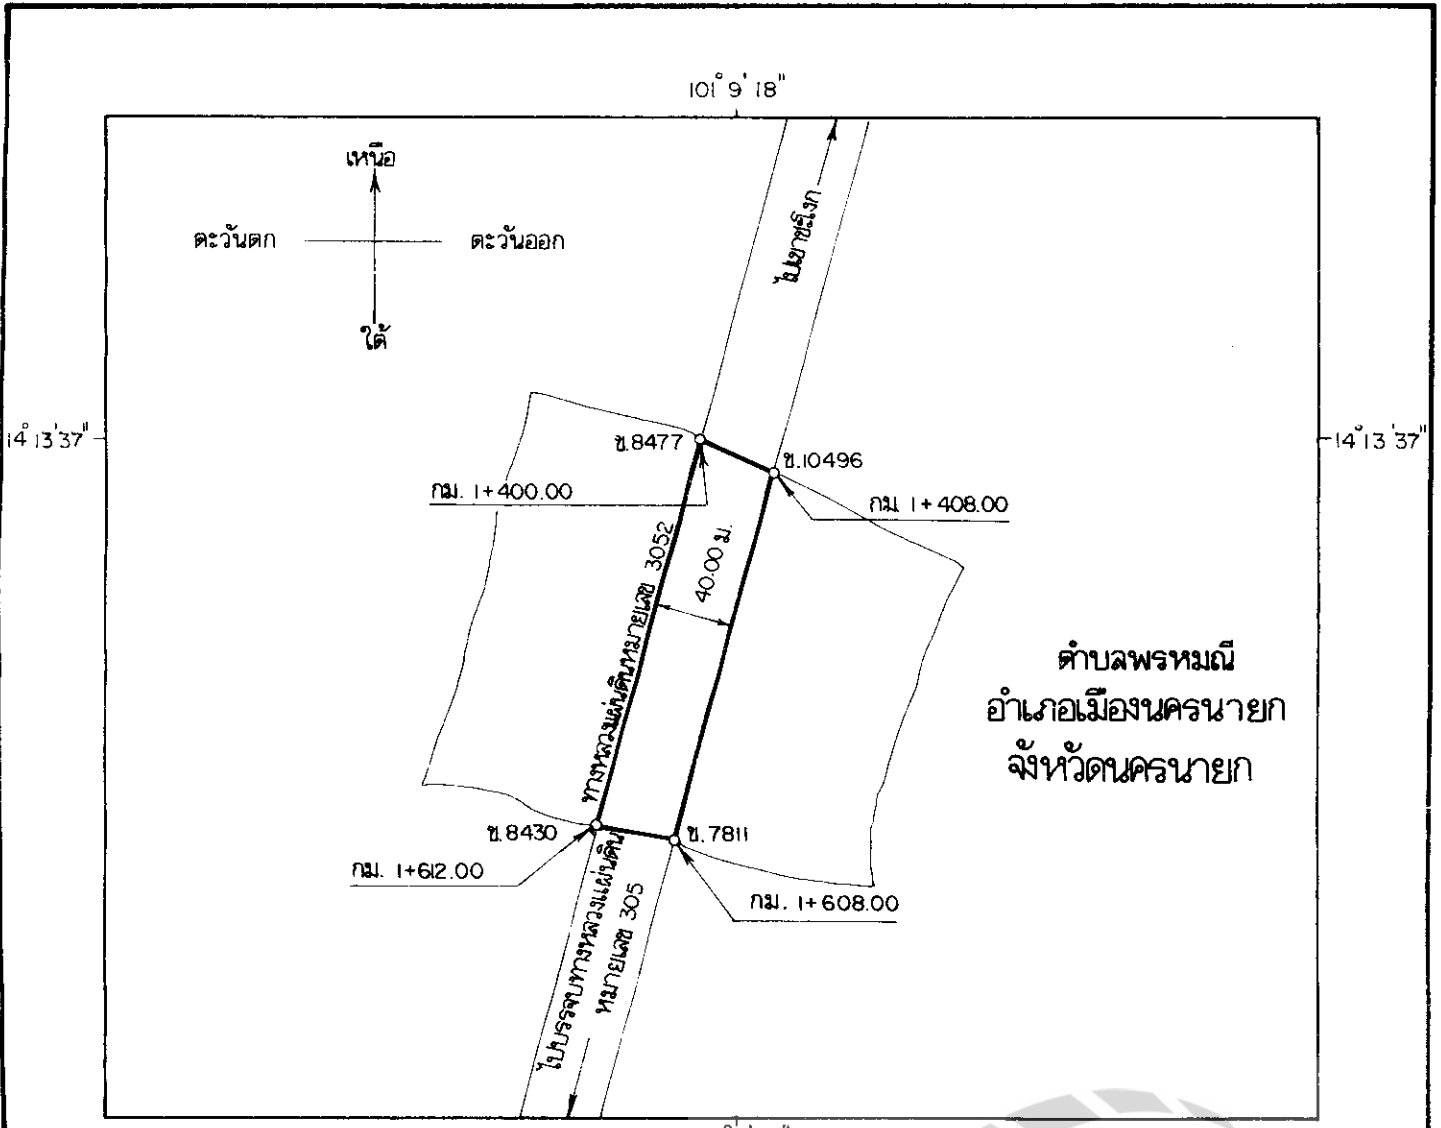 101° 9' 18"
เหนือ
ตะวันตก
ตะวันออก
ใต้
ไปเขาชะโงก
14° 13' 37"
14° 13' 37"
ข.8477
ข.10496
กม. 1+400.00
กม. 1+408.00
ทางหลวงแผ่นดินหมายเลข 3052
40.00 ม.
ตำบลพรหมณี
อำเภอเมืองนครนายก
จังหวัดนครนายก
ข.8430
ข.7811
กม. 1+612.00
กม. 1+608.00
ไปบรรจบทางหลวงแผ่นดิน
หมายเลข 305